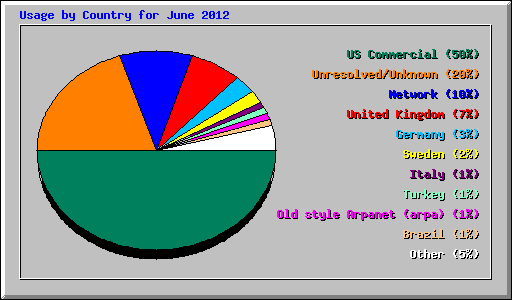 Usage by Country for June 2012
US Commercial (50%)
Unresolved/Unknown (20%)
Network (10%)
United Kingdom (7%)
Germany (3%)
Sweden (2%)
Italy (1%)
Turkey (1%)
Old style Arpanet (arpa) (1%)
Brazil (1%)
Other (5%)